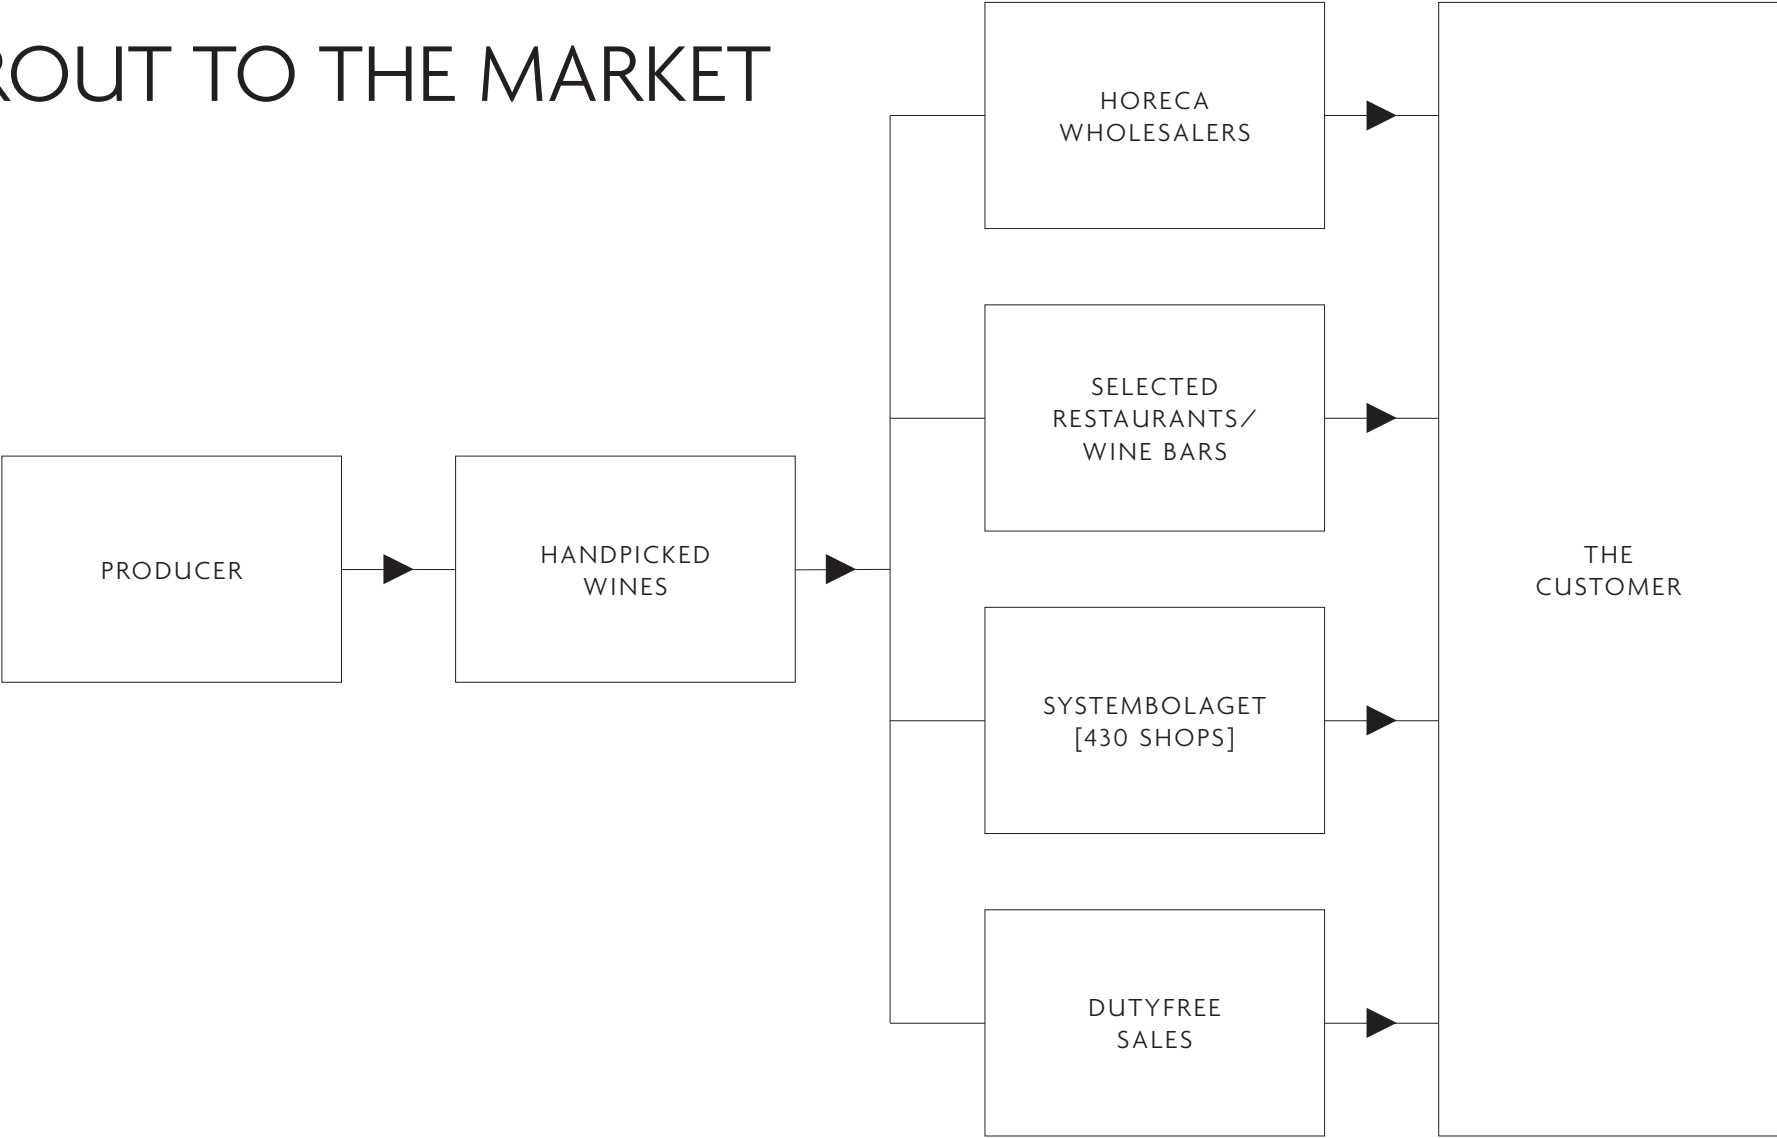 ROUT TO THE MARKET
HORECA
WHOLESALERS
SELECTED
RESTAURANTS/
WINE BARS
PRODUCER
HANDPICKED
WINES
THE
CUSTOMER
SYSTEMBOLAGET
[430 SHOPS]
DUTYFREE
SALES